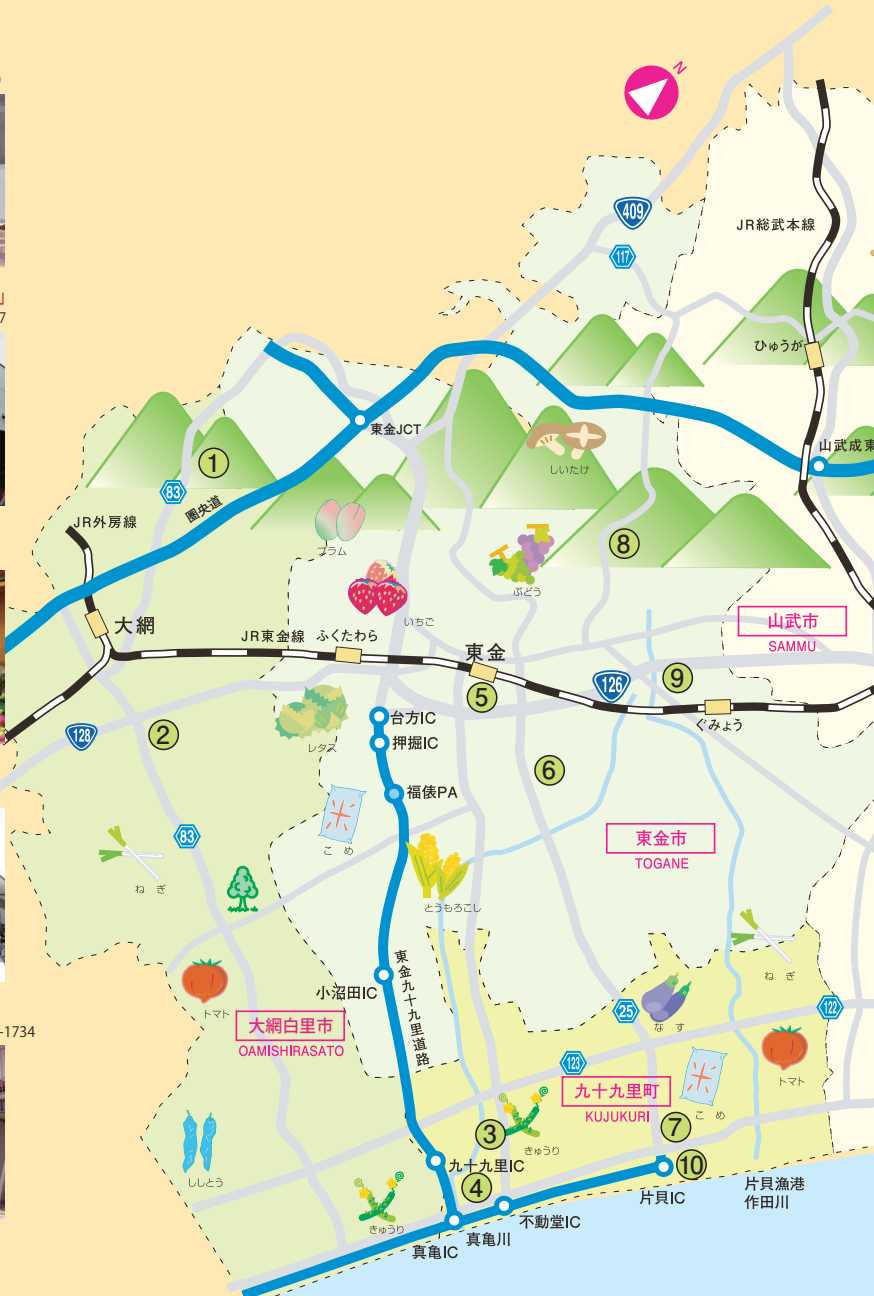 N
409
117
JR総武本線
ひゅうが
山武成東
東金JCT
しいたけ
1
83
圏央道
JR外房線
プラム
8
ぶどう
いちご
山武市
SAMMU
大網
JR東金線
ふくたわら
東金
5
126
9
ぐみょう
128
2
レタス
台方IC
押掘IC
6
福俵PA
こめ
83
ねぎ
とうもろこし
東金市
TOGANE
ねぎ
東金九十九里道路
小沼田IC
トマト
大網白里市
OAMISHIRASATO
25
なす
122
-1734
123
トマト
九十九里町
KUJUKURI
こめ
3
きゅうり
7
ししとう
九十九里IC
4
10
片貝IC
片貝漁港
作田川
きゅうり
不動堂IC
真亀川
真亀IC
7